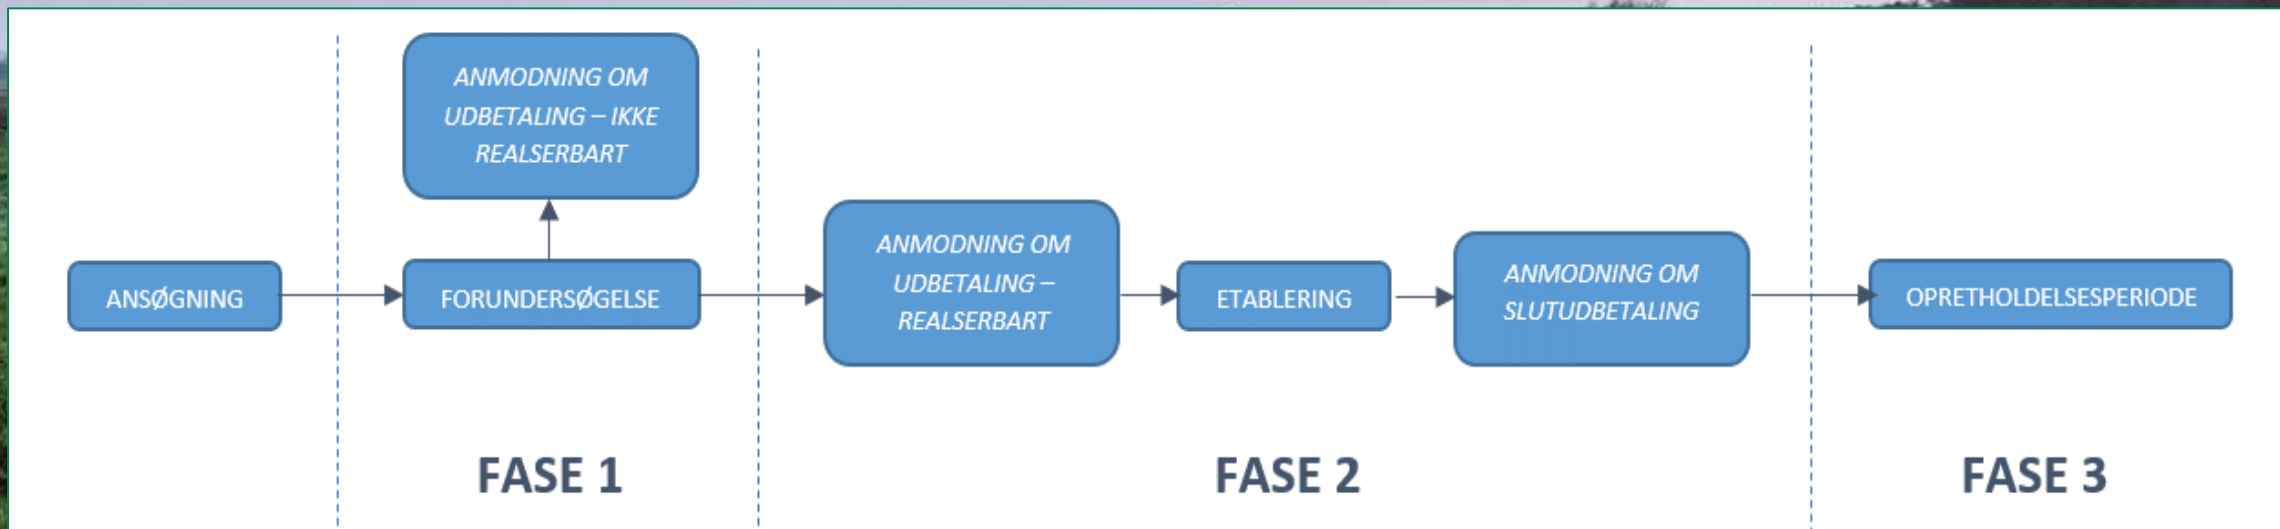 ANMODNING OM
UDBETALING – IKKE
REALSERBART
ANSØGNING
FORUNDERSØGELSE
ANMODNING OM
UDBETALING –
REALSERBART
ETABLERING
ANMODNING OM
SLUTUDBETALING
OPRETHOLDELSESPERIODE
FASE 1
FASE 2
FASE 3